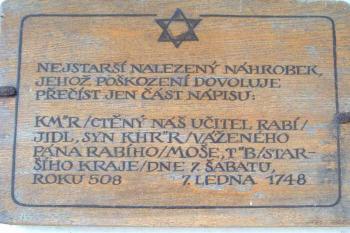 NEJSTARŠÍ NALEZENÝ NÁHROBEK,
JEHOŽ POŠKOZENÍ DOVOLUJE
PŘEČÍST JEN ČÁST NÁPISU:
KM"R/CTĚNÝ NÁŠ UČITEL RABÍ/
JIDL, SYN KHR"R/VÁŽENÉHO
PÁNA RABÍHO/MOŠE, T"B/STAR-
ŠÍHO KRAJE/DNE 7. ŠABATU,
ROKU 508 7. LEDNA 1748